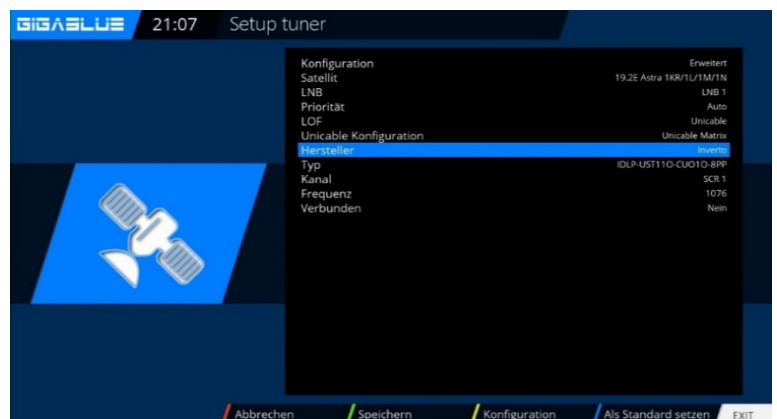 GIGABLUE 21:07 Setup tuner
Konfiguration Erweitert
Satellit 19.2E Astra 1KR/1L/1M/1N
LNB LNB 1
Priorität Auto
LOF Unicable
Unicable Konfiguration Unicable Matrix
Hersteller Inverto
Typ IDLP-UST11O-CUO1O-8PP
Kanal SCR 1
Frequenz 1076
Verbunden Nein
Abbrechen Speichern Konfiguration Als Standard setzen EXIT